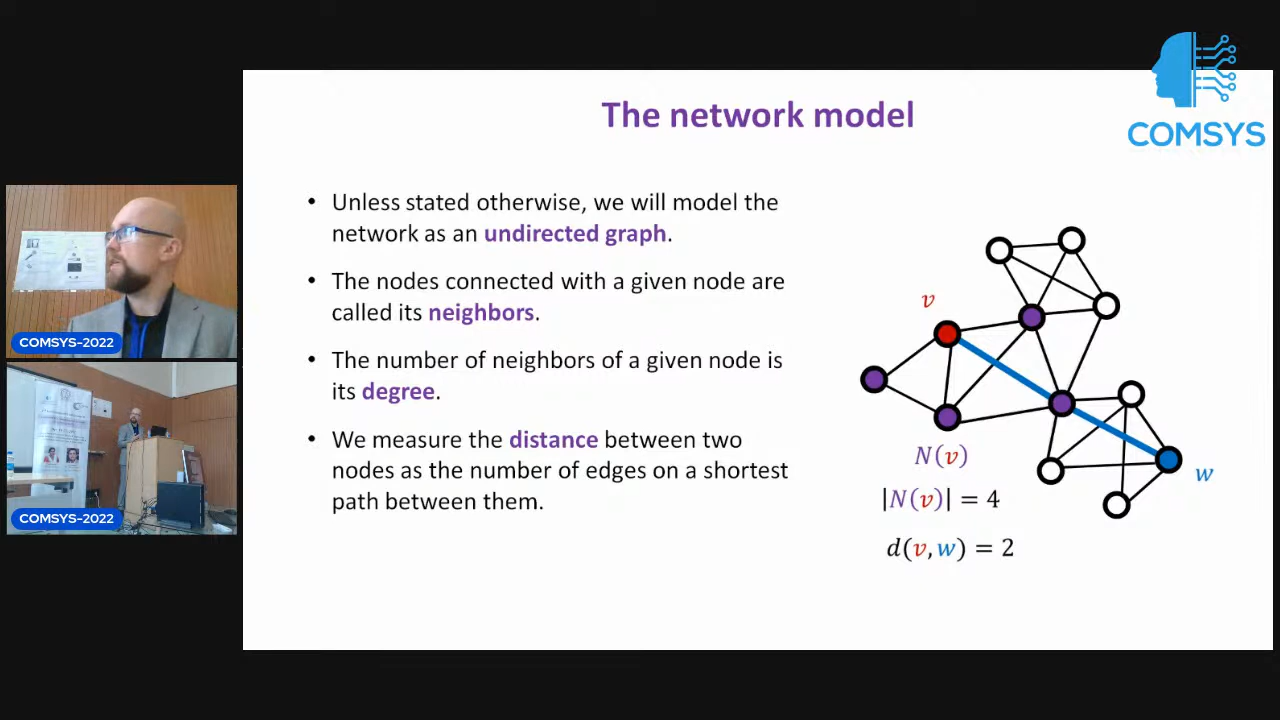 COMSYS
The network model
• Unless stated otherwise, we will model the
network as an undirected graph.
• The nodes connected with a given node are
called its neighbors.
• The number of neighbors of a given node is
its degree.
• We measure the distance between two
nodes as the number of edges on a shortest
path between them.
v
N(v)
|N(v)| = 4
d(v,w) = 2
w
COMSYS-2022
COMSYS-2022